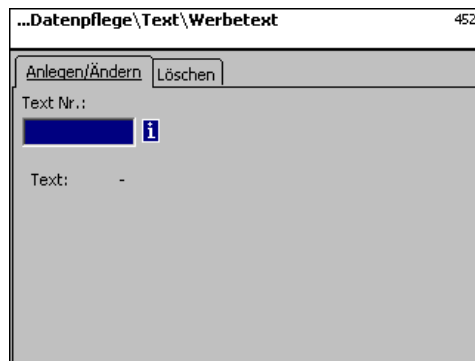 ...Datenpflege\Text\Werbetext 452
Anlegen/Ändern Löschen
Text Nr.:
i
Text: -